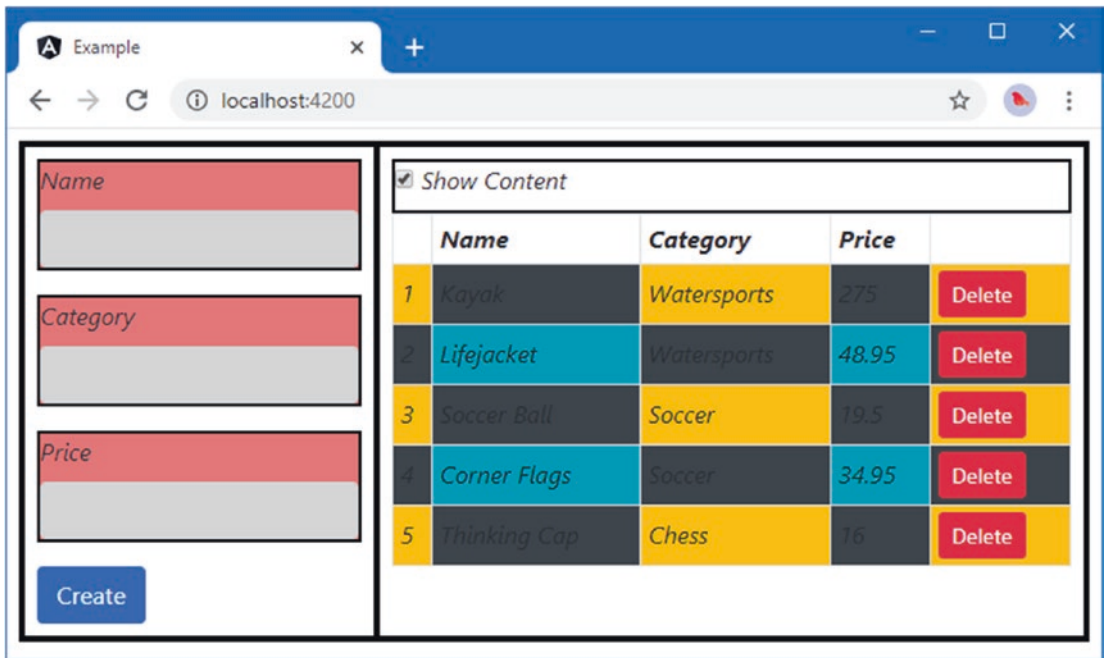 Example
localhost:4200
Name
Category
Price
Create
Show Content
Name Category Price
1 Kayak Watersports 275 Delete
2 Lifejacket Watersports 48.95 Delete
3 Soccer Ball Soccer 19.5 Delete
4 Corner Flags Soccer 34.95 Delete
5 Thinking Cap Chess 16 Delete